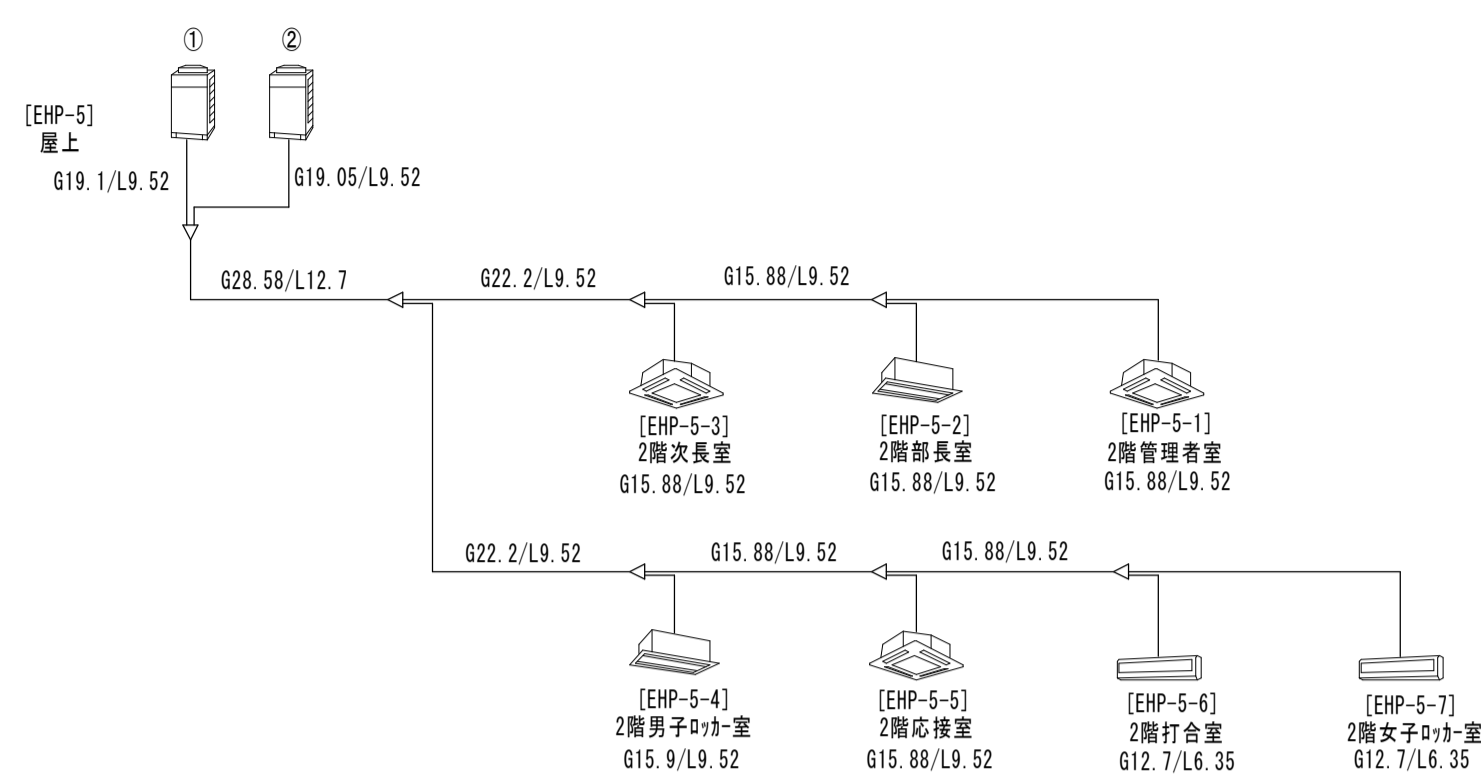 ① ②
[EHP-5]
屋上
G19.1/L9.52 G19.05/L9.52
G28.58/L12.7 G22.2/L9.52 G15.88/L9.52
[EHP-5-3]
2階次長室
G15.88/L9.52
[EHP-5-2]
2階部長室
G15.88/L9.52
[EHP-5-1]
2階管理者室
G15.88/L9.52
G22.2/L9.52 G15.88/L9.52 G15.88/L9.52
[EHP-5-4]
2階男子ﾛｯｶｰ室
G15.9/L9.52
[EHP-5-5]
2階応接室
G15.88/L9.52
[EHP-5-6]
2階打合室
G12.7/L6.35
[EHP-5-7]
2階女子ﾛｯｶｰ室
G12.7/L6.35